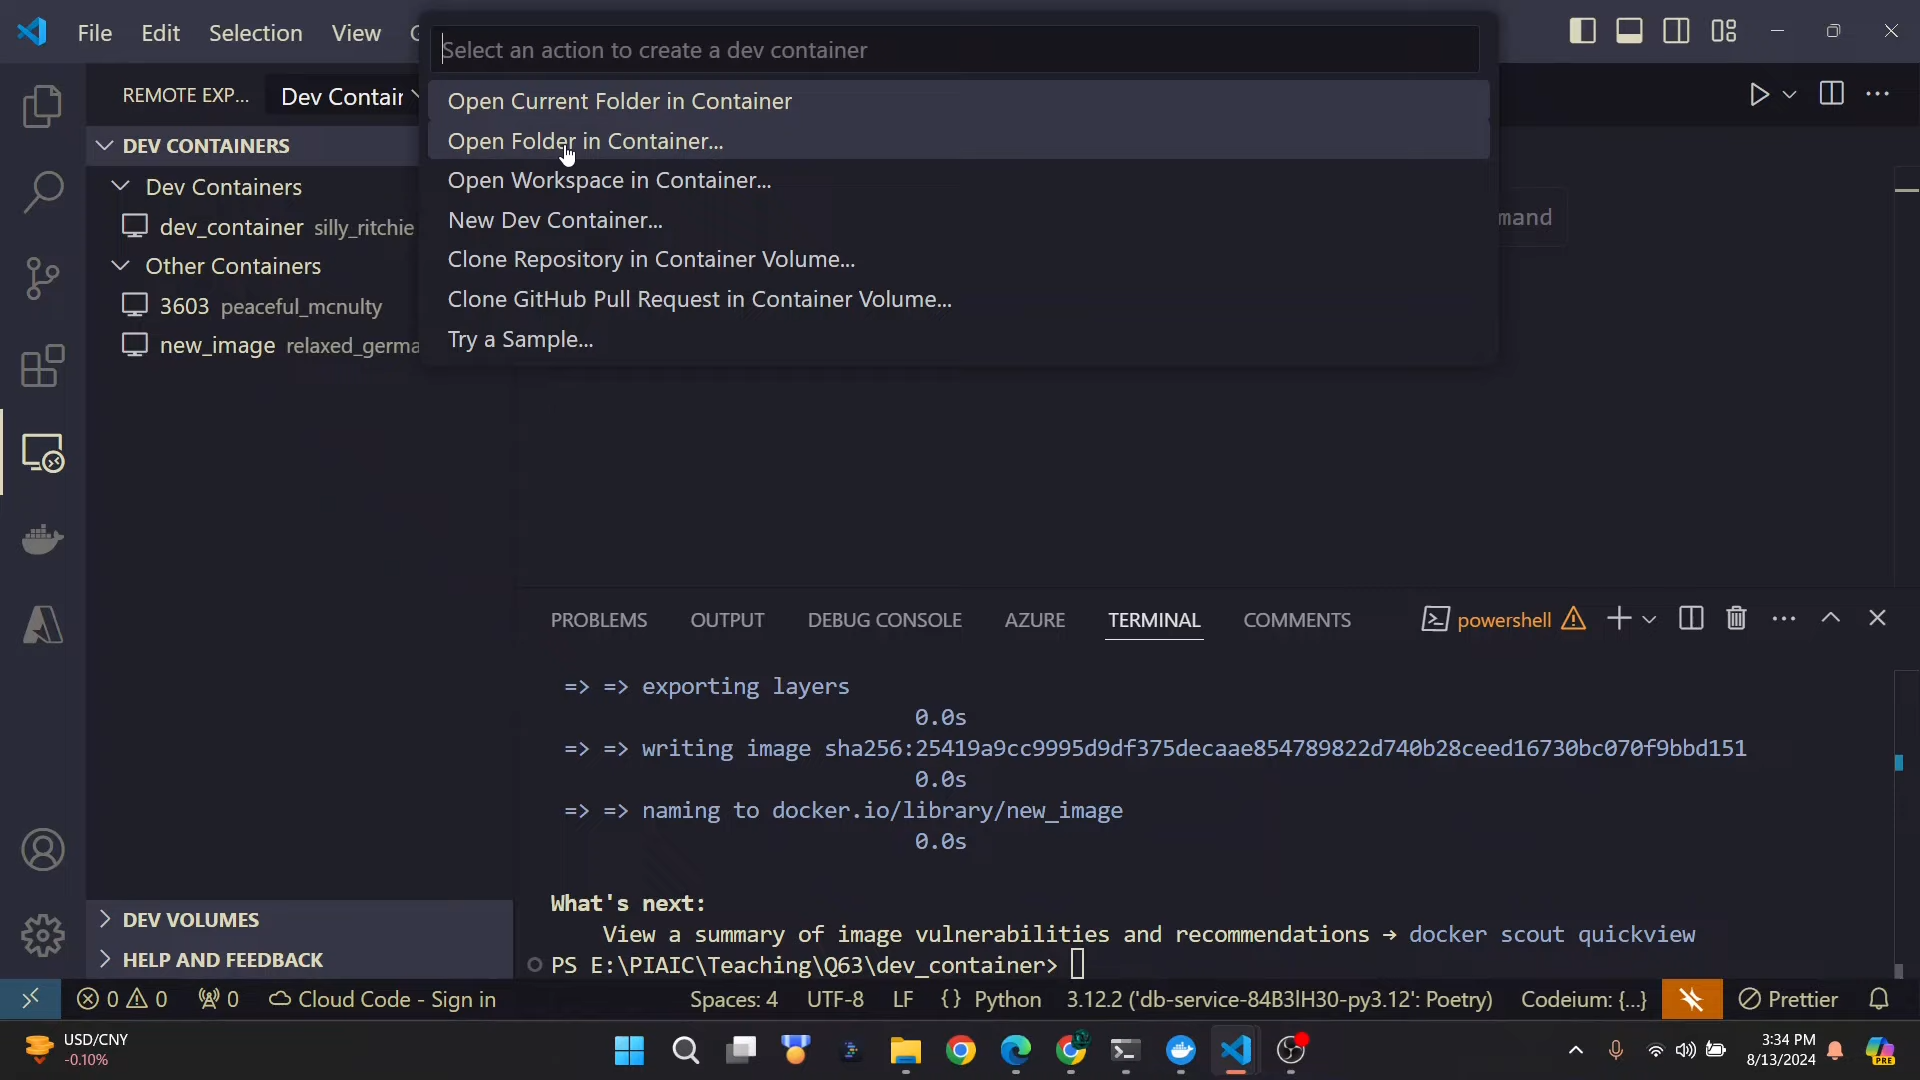 File Edit Selection View
Select an action to create a dev container
Open Current Folder in Container
Open Folder in Container...
Open Workspace in Container...
New Dev Container...
Clone Repository in Container Volume...
Clone GitHub Pull Request in Container Volume...
Try a Sample...
REMOTE EXP... Dev Contair
DEV CONTAINERS
Dev Containers
dev_container silly_ritchie
Other Containers
3603 peaceful_mcnulty
new_image relaxed_germa
mand
DEV VOLUMES
HELP AND FEEDBACK
PROBLEMS OUTPUT DEBUG CONSOLE AZURE TERMINAL COMMENTS powershell
=> => exporting layers
0.0s
=> => writing image sha256:25419a9cc9995d9df375decaae854789822d740b28ceed16730bc070f9bbd151
0.0s
=> => naming to docker.io/library/new_image
0.0s
What's next:
View a summary of image vulnerabilities and recommendations → docker scout quickview
PS E:\PIAIC\Teaching\Q63\dev_container>
0 0 0 Cloud Code - Sign in Spaces: 4 UTF-8 LF {} Python 3.12.2 ('db-service-84B3lH30-py3.12': Poetry) Codeium: {...} Prettier
USD/CNY
-0.10%
3:34 PM
8/13/2024
PRE